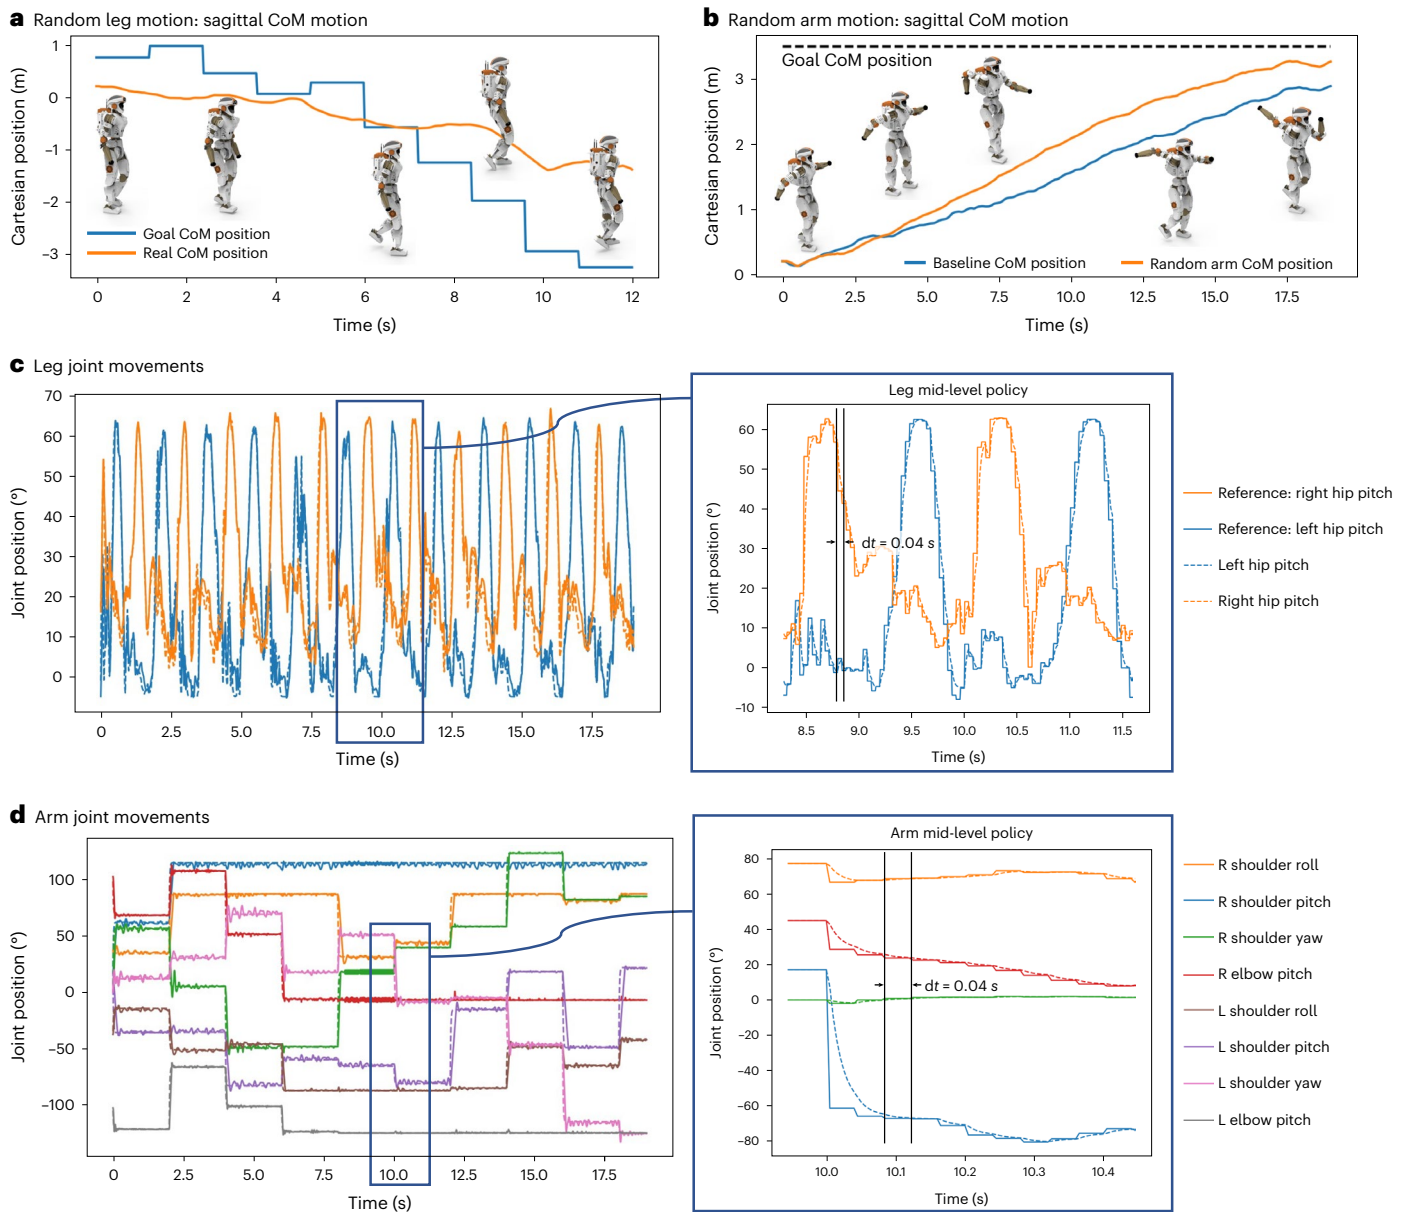 a Random leg motion: sagittal CoM motion
Cartesian position (m)
1
0
−1
−2
−3
Goal CoM position
Real CoM position
0 2 4 6 8 10 12
Time (s)
b Random arm motion: sagittal CoM motion
Cartesian position (m)
3
2
1
0
Goal CoM position
Baseline CoM position Random arm CoM position
0 2.5 5.0 7.5 10.0 12.5 15.0 17.5
Time (s)
c Leg joint movements
Joint position (°)
70
60
50
40
30
20
10
0
0 2.5 5.0 7.5 10.0 12.5 15.0 17.5
Time (s)
Leg mid-level policy
Joint position (°)
60
50
40
30
20
10
0
−10
dt = 0.04 s
8.5 9.0 9.5 10.0 10.5 11.0 11.5
Time (s)
Reference: right hip pitch
Reference: left hip pitch
Left hip pitch
Right hip pitch
d Arm joint movements
Joint position (°)
100
50
0
−50
−100
0 2.5 5.0 7.5 10.0 12.5 15.0 17.5
Time (s)
Arm mid-level policy
Joint position (°)
80
60
40
20
0
−20
−40
−60
−80
dt = 0.04 s
10.0 10.1 10.2 10.3 10.4
Time (s)
R shoulder roll
R shoulder pitch
R shoulder yaw
R elbow pitch
L shoulder roll
L shoulder pitch
L shoulder yaw
L elbow pitch